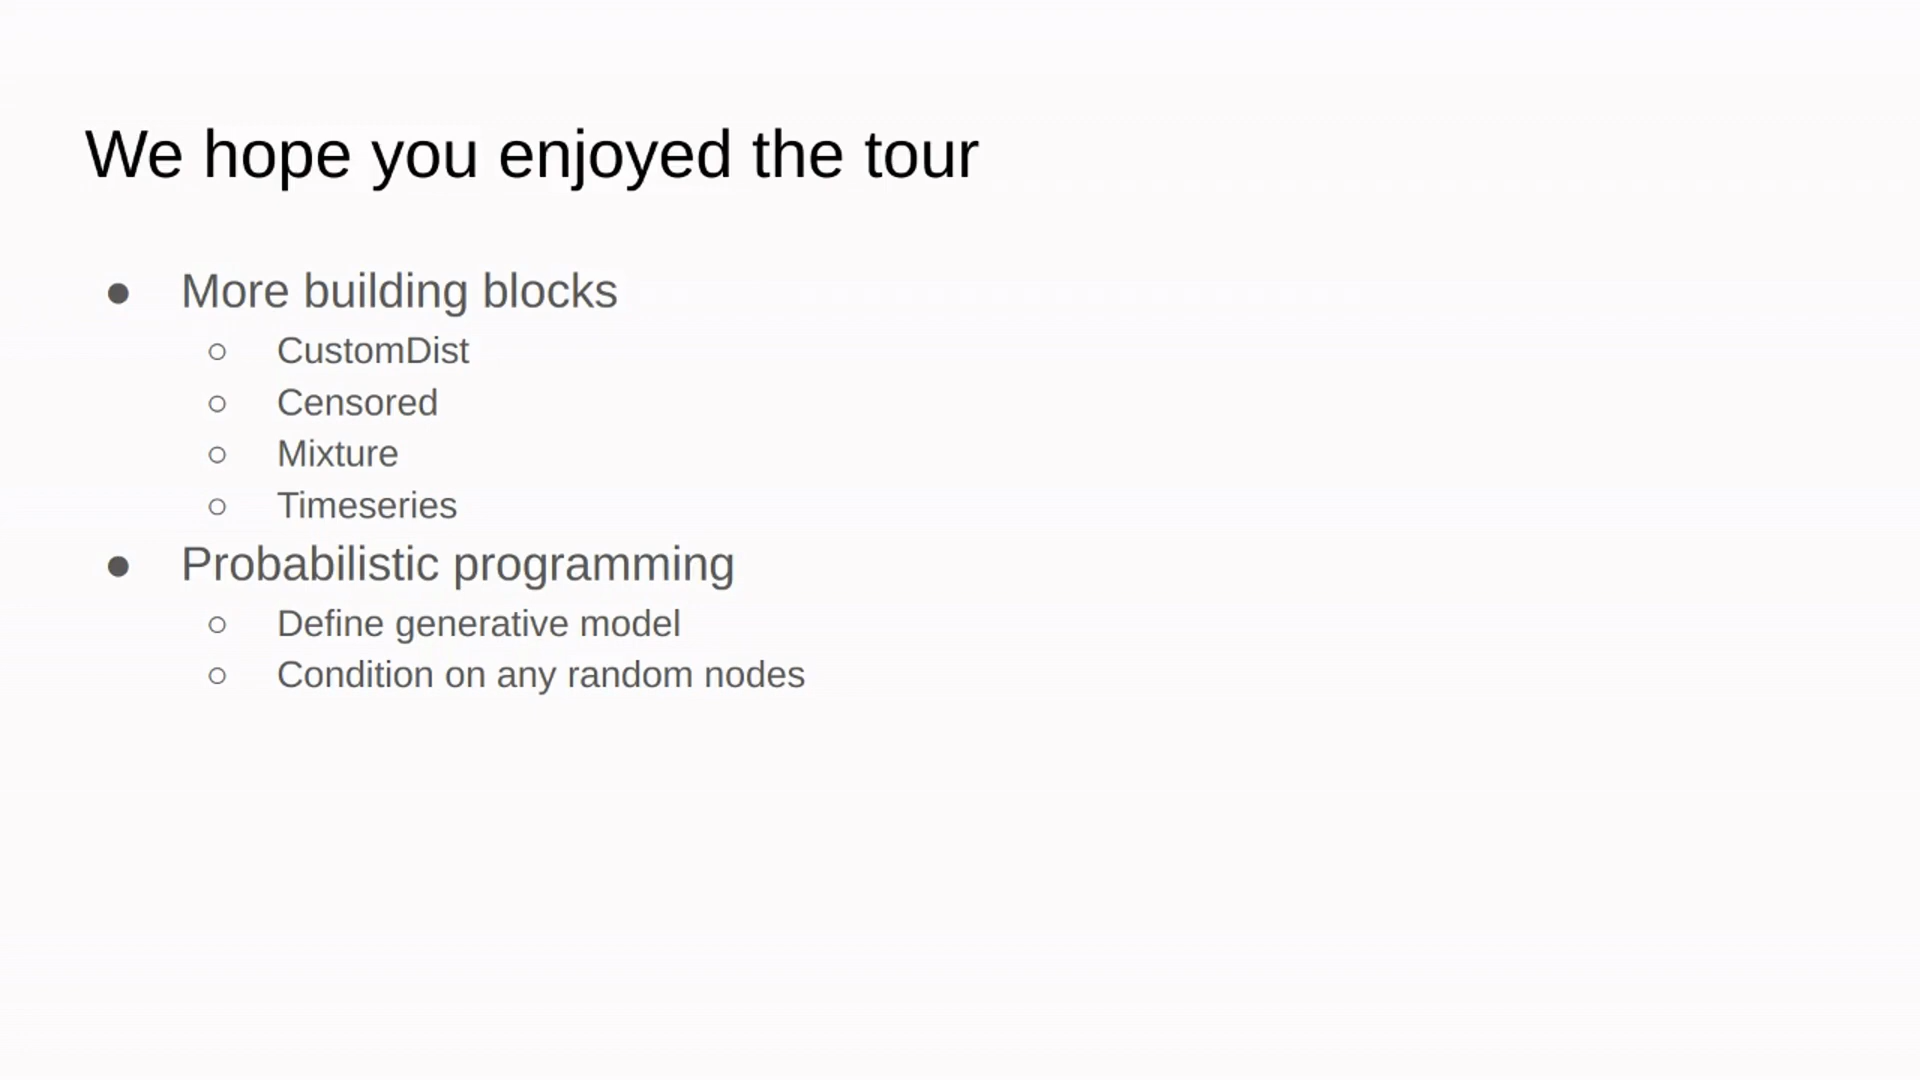 We hope you enjoyed the tour
● More building blocks
○ CustomDist
○ Censored
○ Mixture
○ Timeseries
● Probabilistic programming
○ Define generative model
○ Condition on any random nodes